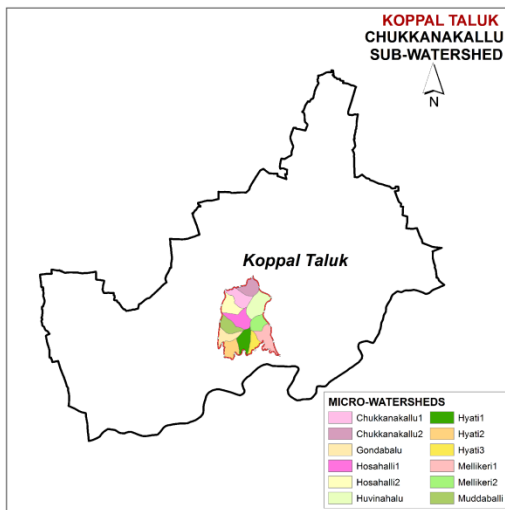 KOPPAL TALUK
CHUKKANAKALLU
SUB-WATERSHED
N
Koppal Taluk
MICRO-WATERSHEDS
Chukkanakallu1
Chukkanakallu2
Gondabalu
Hosahalli1
Hosahalli2
Huvinahalu
Hyati1
Hyati2
Hyati3
Mellikeri1
Mellikeri2
Muddaballi